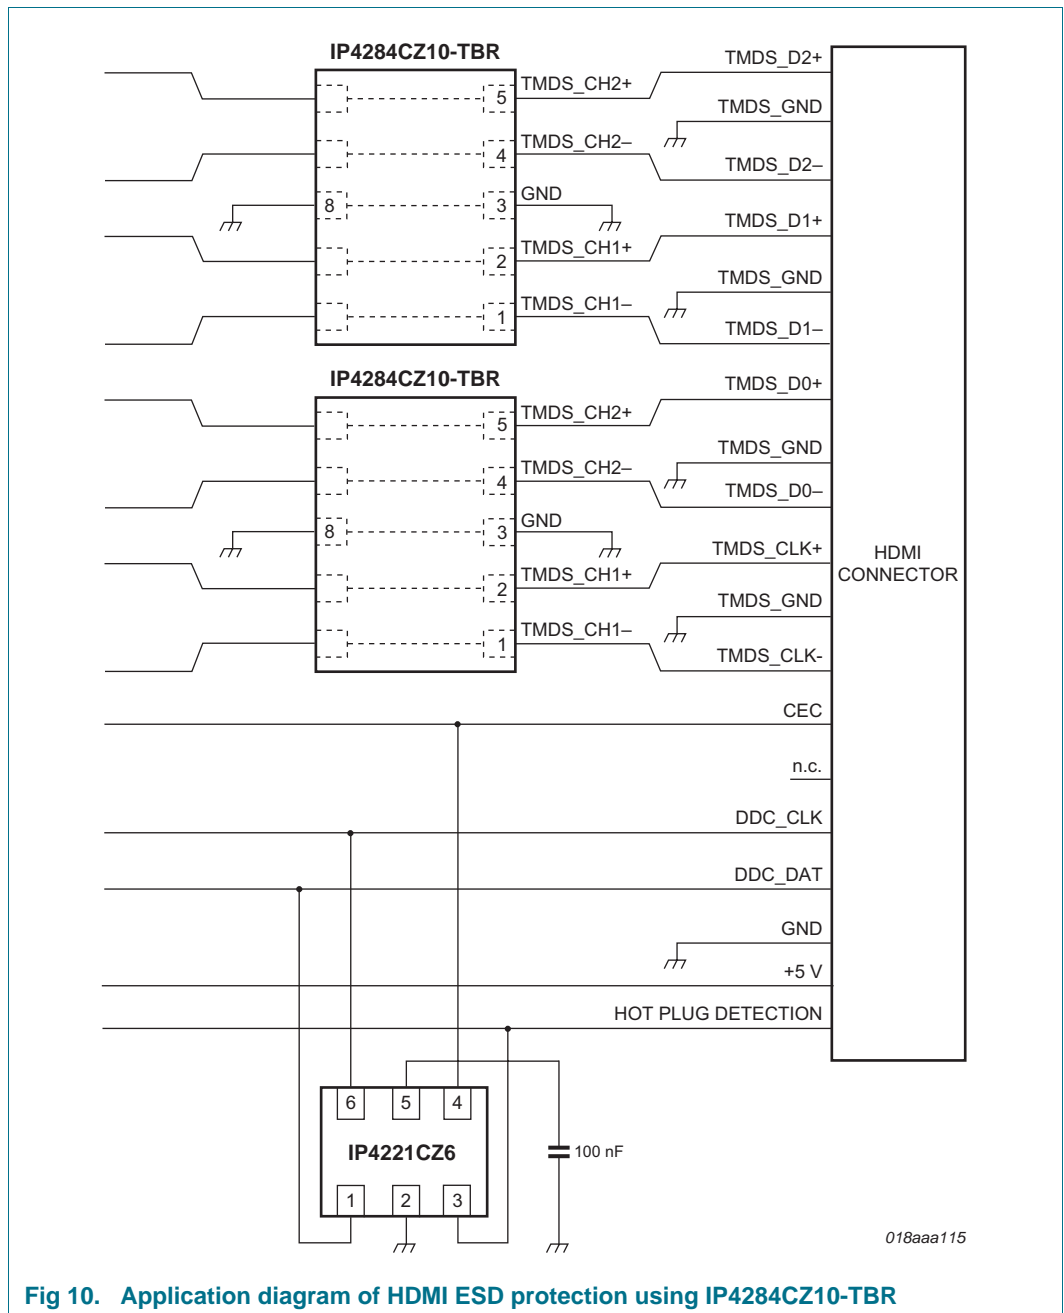 IP4284CZ10-TBR
TMDS_D2+
5
TMDS_CH2+
TMDS_GND
4
TMDS_CH2–
TMDS_D2–
8
3
GND
TMDS_D1+
2
TMDS_CH1+
TMDS_GND
1
TMDS_CH1–
TMDS_D1–
IP4284CZ10-TBR
TMDS_D0+
5
TMDS_CH2+
TMDS_GND
4
TMDS_CH2–
TMDS_D0–
8
3
GND
TMDS_CLK+
2
TMDS_CH1+
TMDS_GND
1
TMDS_CH1–
TMDS_CLK-
HDMI
CONNECTOR
CEC
n.c.
DDC_CLK
DDC_DAT
GND
+5 V
HOT PLUG DETECTION
6
5
4
IP4221CZ6
100 nF
1
2
3
018aaa115
Fig 10. Application diagram of HDMI ESD protection using IP4284CZ10-TBR